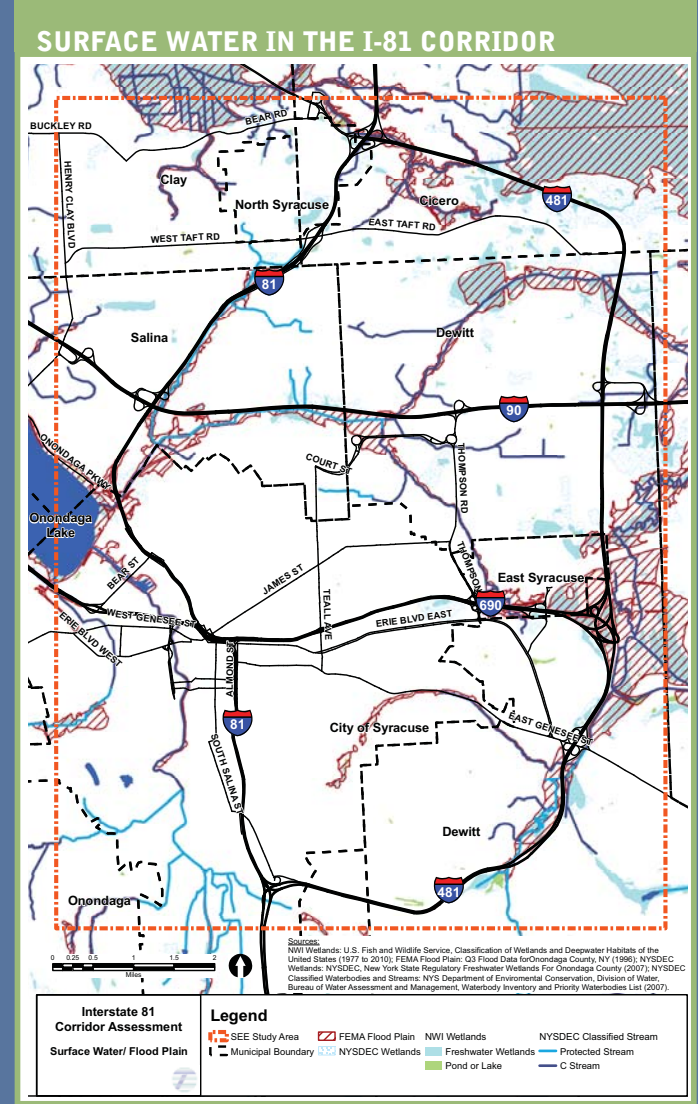 SURFACE WATER IN THE I-81 CORRIDOR
BUCKLEY RD
BEAR RD
HENRY CLAY BLVD
Clay
North Syracuse
Cicero
481
WEST TAFT RD
EAST TAFT RD
81
Salina
Dewitt
90
ONONDAGA PKWY
COURT ST
THOMPSON RD
Onondaga
Lake
BEAR ST
JAMES ST
TEALL AVE
THOMPSON
East Syracuse
690
WEST GENESEE ST
ERIE BLVD EAST
ERIE BLVD WEST
ALMOND ST
81
City of Syracuse
EAST GENESEE ST
SOUTH SALINA ST
Dewitt
481
Onondaga
0 0.25 0.5 1 1.5 2
Miles
Sources:
NWI Wetlands: U.S. Fish and Wildlife Service, Classification of Wetlands and Deepwater Habitats of the
United States (1977 to 2010); FEMA Flood Plain: Q3 Flood Data forOnondaga County, NY (1996); NYSDEC
Wetlands: NYSDEC, New York State Regulatory Freshwater Wetlands For Onondaga County (2007); NYSDEC
Classified Waterbodies and Streams: NYS Department of Enviromental Conservation, Division of Water,
Bureau of Water Assessment and Management, Waterbody Inventory and Priority Waterbodies List (2007).
Interstate 81
Corridor Assessment
Surface Water/ Flood Plain
Legend
SEE Study Area
FEMA Flood Plain
NWI Wetlands
NYSDEC Classified Stream
Municipal Boundary
NYSDEC Wetlands
Freshwater Wetlands
Protected Stream
Pond or Lake
C Stream